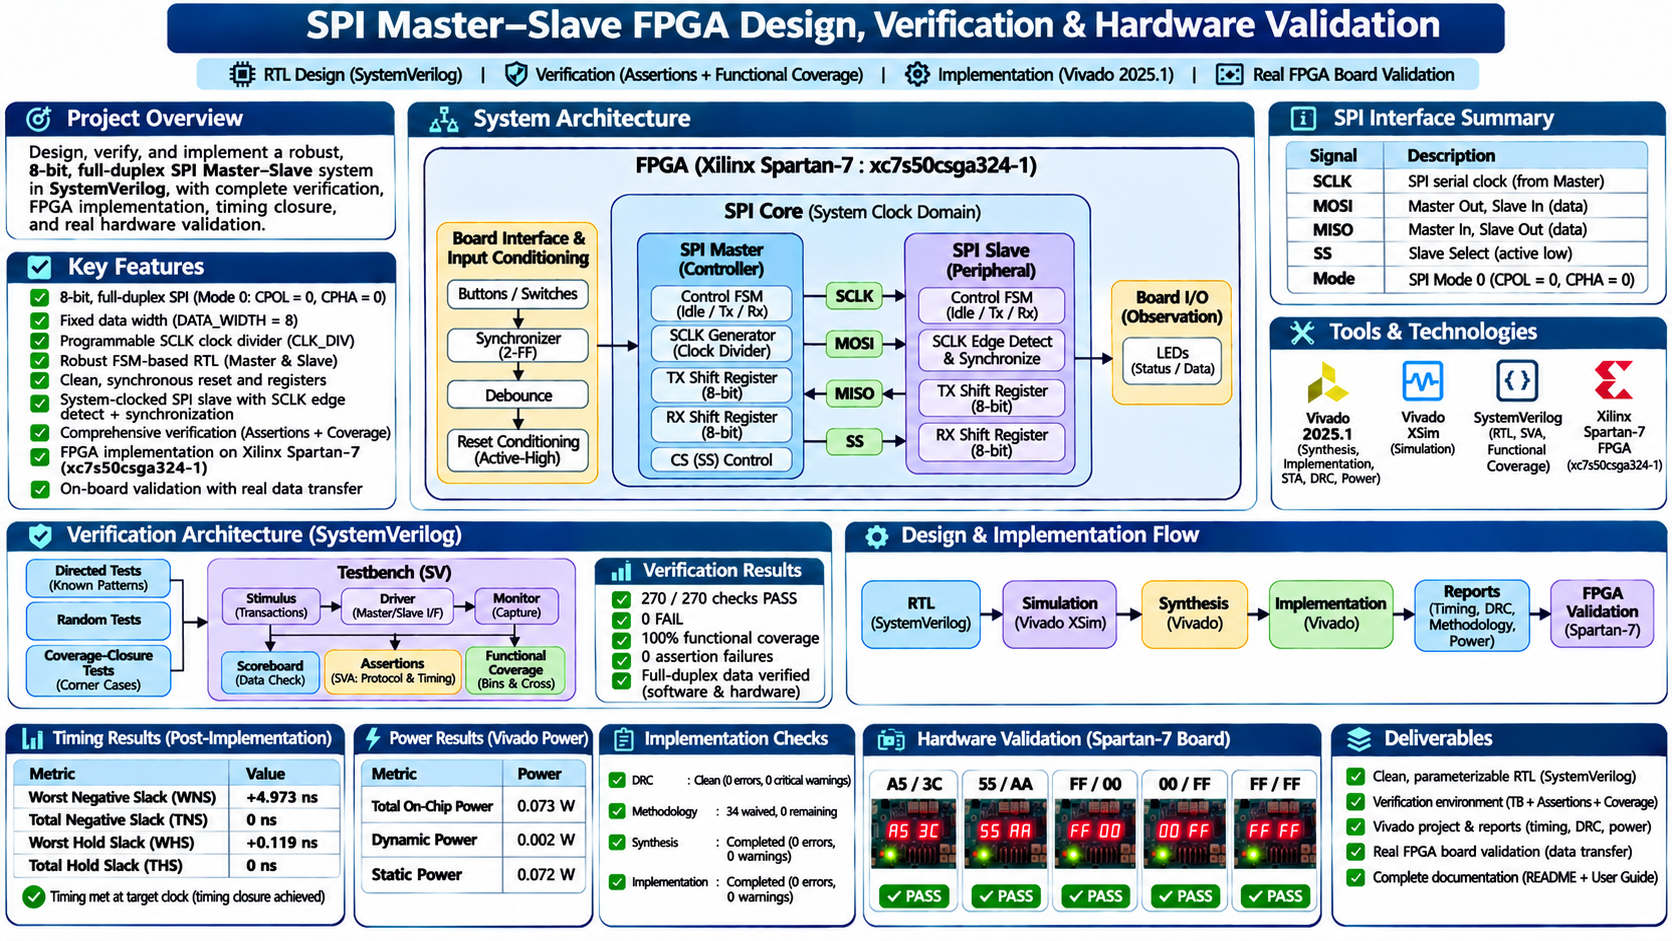 SPI Master–Slave FPGA Design, Verification & Hardware Validation
RTL Design (SystemVerilog) | Verification (Assertions + Functional Coverage) | Implementation (Vivado 2025.1) | Real FPGA Board Validation
Project Overview
Design, verify, and implement a robust,
8-bit, full-duplex SPI Master–Slave system
in SystemVerilog, with complete verification,
FPGA implementation, timing closure,
and real hardware validation.
Key Features
8-bit, full-duplex SPI (Mode 0: CPOL = 0, CPHA = 0)
Fixed data width (DATA_WIDTH = 8)
Programmable SCLK clock divider (CLK_DIV)
Robust FSM-based RTL (Master & Slave)
Clean, synchronous reset and registers
System-clocked SPI slave with SCLK edge
detect + synchronization
Comprehensive verification (Assertions + Coverage)
FPGA implementation on Xilinx Spartan-7
(xc7s50csga324-1)
On-board validation with real data transfer
System Architecture
FPGA (Xilinx Spartan-7 : xc7s50csga324-1)
Board Interface &
Input Conditioning
Buttons / Switches
Synchronizer
(2-FF)
Debounce
Reset Conditioning
(Active-High)
SPI Core (System Clock Domain)
SPI Master
(Controller)
Control FSM
(Idle / Tx / Rx)
SCLK Generator
(Clock Divider)
TX Shift Register
(8-bit)
RX Shift Register
(8-bit)
CS (SS) Control
SCLK
MOSI
MISO
SS
SPI Slave
(Peripheral)
Control FSM
(Idle / Tx / Rx)
SCLK Edge Detect
& Synchronize
TX Shift Register
(8-bit)
RX Shift Register
(8-bit)
Board I/O
(Observation)
LEDs
(Status / Data)
SPI Interface Summary
Signal Description
SCLK SPI serial clock (from Master)
MOSI Master Out, Slave In (data)
MISO Master In, Slave Out (data)
SS Slave Select (active low)
Mode SPI Mode 0 (CPOL = 0, CPHA = 0)
Tools & Technologies
Vivado
2025.1
(Synthesis,
Implementation,
STA, DRC, Power)
Vivado
XSim
(Simulation)
SystemVerilog
(RTL, SVA,
Functional
Coverage)
Xilinx
Spartan-7
FPGA
(xc7s50csga324-1)
Verification Architecture (SystemVerilog)
Directed Tests
(Known Patterns)
Random Tests
Coverage-Closure
Tests
(Corner Cases)
Testbench (SV)
Stimulus
(Transactions)
Driver
(Master/Slave I/F)
Monitor
(Capture)
Scoreboard
(Data Check)
Assertions
(SVA: Protocol & Timing)
Functional
Coverage
(Bins & Cross)
Verification Results
270 / 270 checks PASS
0 FAIL
100% functional coverage
0 assertion failures
Full-duplex data verified
(software & hardware)
Design & Implementation Flow
RTL
(SystemVerilog)
Simulation
(Vivado XSim)
Synthesis
(Vivado)
Implementation
(Vivado)
Reports
(Timing, DRC,
Methodology,
Power)
FPGA
Validation
(Spartan-7)
Timing Results (Post-Implementation)
Metric Value
Worst Negative Slack (WNS) +4.973 ns
Total Negative Slack (TNS) 0 ns
Worst Hold Slack (WHS) +0.119 ns
Total Hold Slack (THS) 0 ns
Timing met at target clock (timing closure achieved)
Power Results (Vivado Power)
Metric Power
Total On-Chip Power 0.073 W
Dynamic Power 0.002 W
Static Power 0.072 W
Implementation Checks
DRC : Clean (0 errors, 0 critical warnings)
Methodology : 34 waived, 0 remaining
Synthesis : Completed (0 errors,
0 warnings)
Implementation : Completed (0 errors,
0 warnings)
Hardware Validation (Spartan-7 Board)
A5 / 3C 55 / AA FF / 00 00 / FF FF / FF
A5 3C 55 AA FF 00 00 FF FF FF
PASS PASS PASS PASS PASS
Deliverables
Clean, parameterizable RTL (SystemVerilog)
Verification environment (TB + Assertions + Coverage)
Vivado project & reports (timing, DRC, power)
Real FPGA board validation (data transfer)
Complete documentation (README + User Guide)